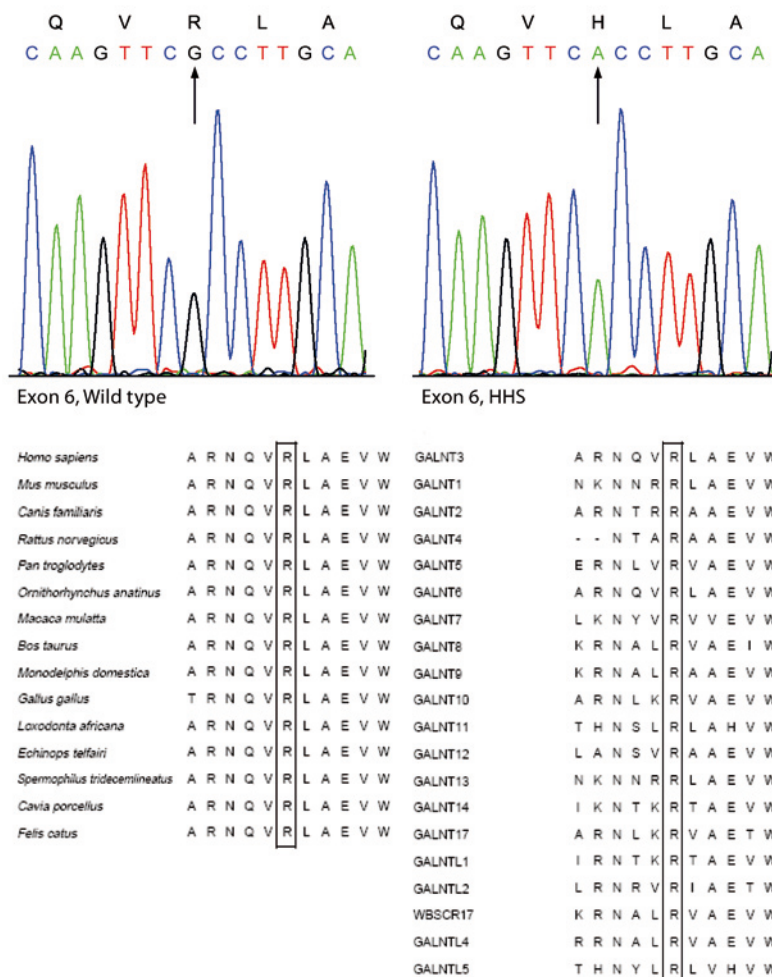 Q V R L A
C A A G T T C G C C T T G C A
Q V H L A
C A A G T T C A C C T T G C A
Exon 6, Wild type
Exon 6, HHS
Homo sapiens A R N Q V R L A E V W
Mus musculus A R N Q V R L A E V W
Canis familiaris A R N Q V R L A E V W
Rattus norvegicus A R N Q V R L A E V W
Pan troglodytes A R N Q V R L A E V W
Ornithorhynchus anatinus A R N Q V R L A E V W
Macaca mulatta A R N Q V R L A E V W
Bos taurus A R N Q V R L A E V W
Monodelphis domestica A R N Q V R L A E V W
Gallus gallus T R N Q V R L A E V W
Loxodonta africana A R N Q V R L A E V W
Echinops telfairi A R N Q V R L A E V W
Spermophilus tridecemlineatus A R N Q V R L A E V W
Cavia porcellus A R N Q V R L A E V W
Felis catus A R N Q V R L A E V W
GALNT3 A R N Q V R L A E V W
GALNT1 N K N N R R L A E V W
GALNT2 A R N T R R A A E V W
GALNT4 - - N T A R A A E V W
GALNT5 E R N L V R V A E V W
GALNT6 A R N Q V R L A E V W
GALNT7 L K N Y V R V V E V W
GALNT8 K R N A L R V A E I W
GALNT9 K R N A L R A A E V W
GALNT10 A R N L K R V A E V W
GALNT11 T H N S L R L A H V W
GALNT12 L A N S V R A A E V W
GALNT13 N K N N R R L A E V W
GALNT14 I K N T K R T A E V W
GALNT17 A R N L K R V A E T W
GALNTL1 I R N T K R T A E V W
GALNTL2 L R N R V R I A E T W
WBSCR17 K R N A L R V A E V W
GALNTL4 R R N A L R V A E V W
GALNTL5 T H N Y L R L V H V W